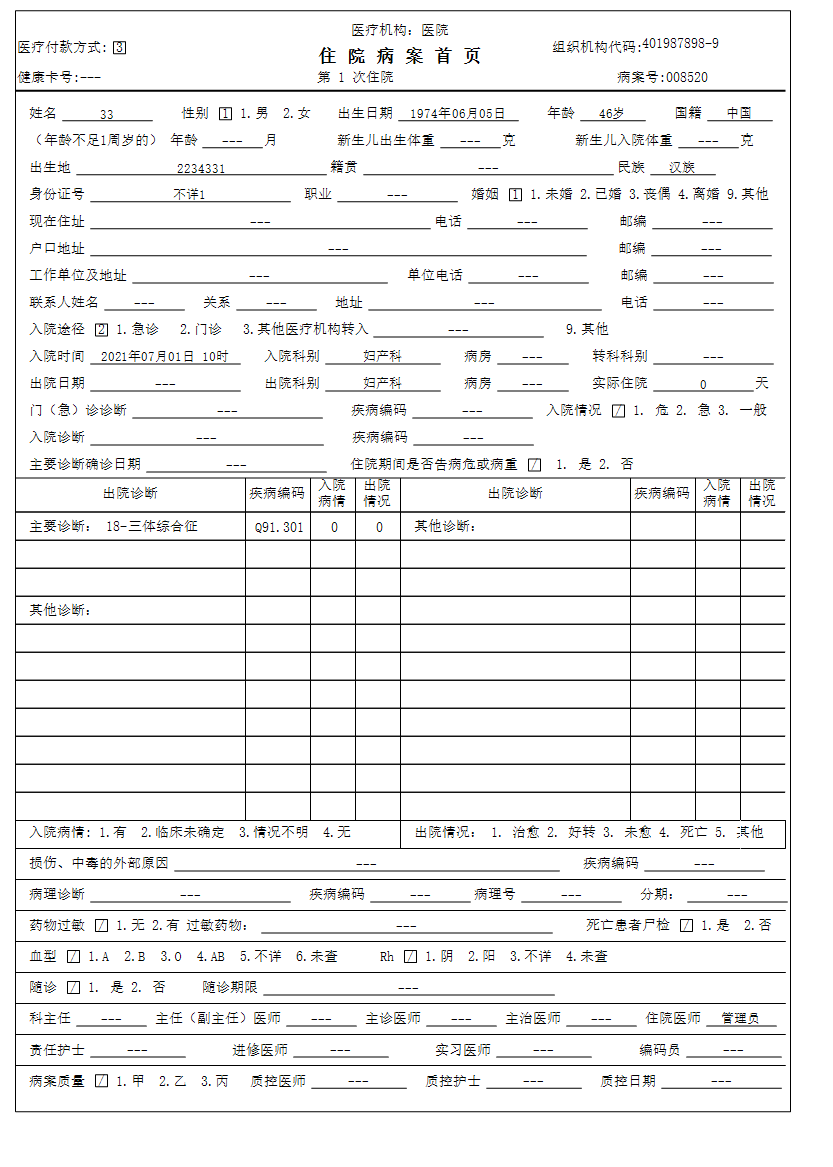 医疗机构: 医院
医疗付款方式: 3 住 院 病 案 首 页 组织机构代码:401987898-9
健康卡号:--- 第 1 次住院 病案号:008520
姓名 33 性别 1 1.男 2.女 出生日期 1974年06月05日 年龄 46岁 国籍 中国
(年龄不足1周岁的) 年龄 --- 月 新生儿出生体重 --- 克 新生儿入院体重 --- 克
出生地 2234331 籍贯 --- 民族 汉族
身份证号 不详1 职业 --- 婚姻 1 1.未婚 2.已婚 3.丧偶 4.离婚 9.其他
现在住址 --- 电话 --- 邮编 ---
户口地址 --- 邮编 ---
工作单位及地址 --- 单位电话 --- 邮编 ---
联系人姓名 --- 关系 --- 地址 --- 电话 ---
入院途径 2 1.急诊 2.门诊 3.其他医疗机构转入 --- 9.其他
入院时间 2021年07月01日 10时 入院科别 妇产科 病房 --- 转科科别 ---
出院日期 --- 出院科别 妇产科 病房 --- 实际住院 0 天
门(急)诊诊断 --- 疾病编码 --- 入院情况 / 1. 危 2. 急 3. 一般
入院诊断 --- 疾病编码 ---
主要诊断确诊日期 --- 住院期间是否告病危或病重 / 1. 是 2. 否
出院诊断 疾病编码 入院病情 出院情况 出院诊断 疾病编码 入院病情 出院情况
主要诊断: 18-三体综合征 Q91.301 0 0 其他诊断:
其他诊断:
入院病情: 1.有 2.临床未确定 3.情况不明 4.无 出院情况: 1. 治愈 2. 好转 3. 未愈 4. 死亡 5. 其他
损伤、中毒的外部原因 --- 疾病编码 ---
病理诊断 --- 疾病编码 --- 病理号 --- 分期: ---
药物过敏 / 1.无 2.有 过敏药物: --- 死亡患者尸检 / 1.是 2.否
血型 / 1.A 2.B 3.O 4.AB 5.不详 6.未查 Rh / 1.阴 2.阳 3.不详 4.未查
随诊 / 1. 是 2. 否 随诊期限 ---
科主任 --- 主任(副主任)医师 --- 主诊医师 --- 主治医师 --- 住院医师 管理员
责任护士 --- 进修医师 --- 实习医师 --- 编码员 ---
病案质量 / 1.甲 2.乙 3.丙 质控医师 --- 质控护士 --- 质控日期 ---